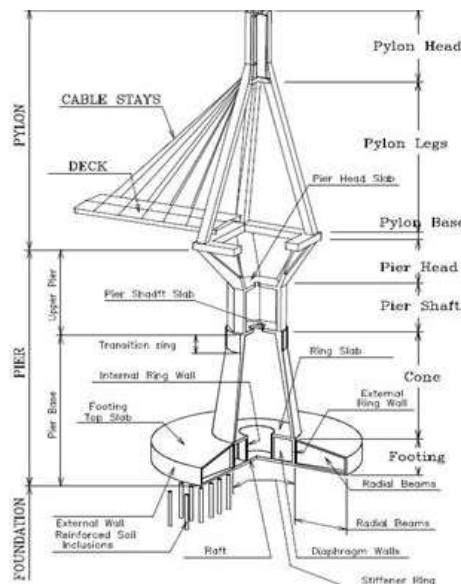 Pylon Head
CABLE STAYS
PYLON
Pylon Legs
DECK
Pier Head Slab
Pylon Base
Pier Head
Upper Pier
Pier Shadft Slab
Pier Shaft
Transition ring
Ring Slab
Internal Ring Wall
Cone
PIER
External
Ring Wall
Footing
Top Slab
Pier Base
Footing
Radial Beams
External Wall
Reinforced Soil
Inclusions
Radial Beams
Raft
Diaphragm Walls
FOUNDATION
Stiffener Ring